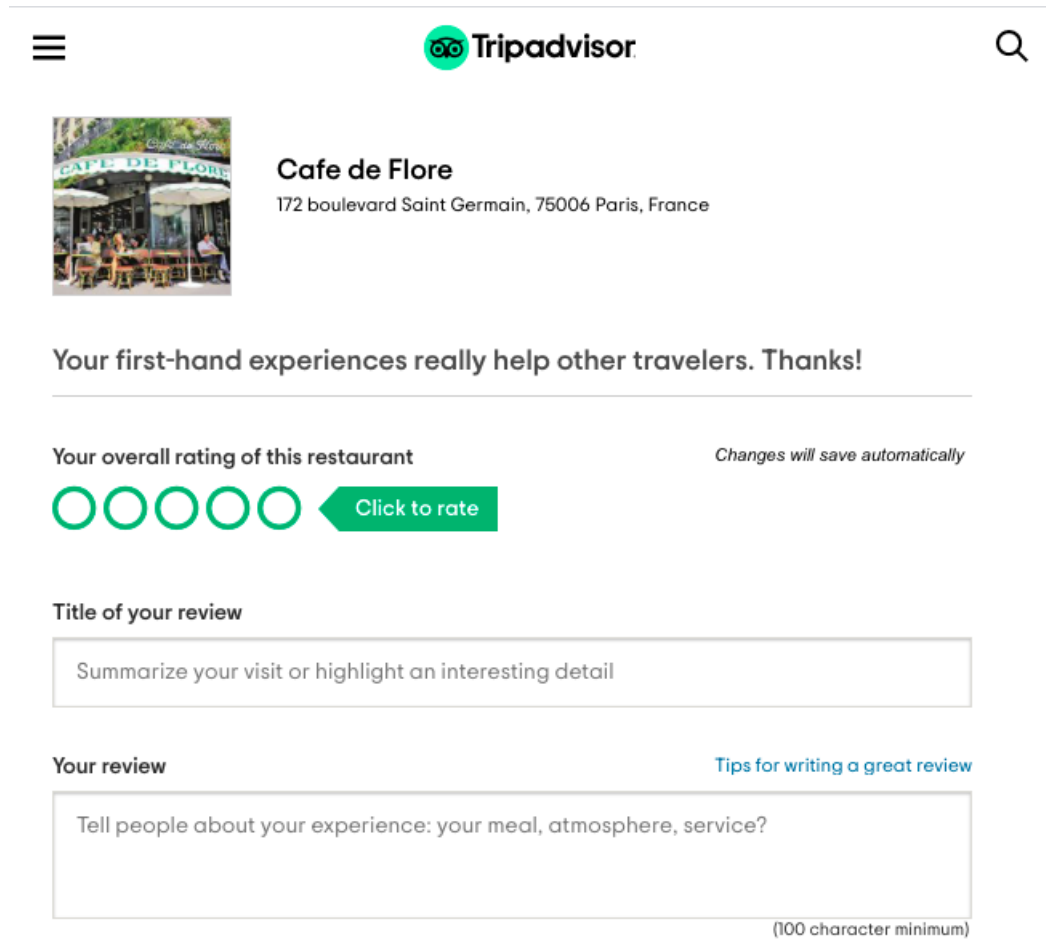 Tripadvisor
Café de Flore
CAFE DE FLORE
Cafe de Flore
172 boulevard Saint Germain, 75006 Paris, France
Your first-hand experiences really help other travelers. Thanks!
Your overall rating of this restaurant
Changes will save automatically
Click to rate
Title of your review
Summarize your visit or highlight an interesting detail
Your review
Tips for writing a great review
Tell people about your experience: your meal, atmosphere, service?
(100 character minimum)